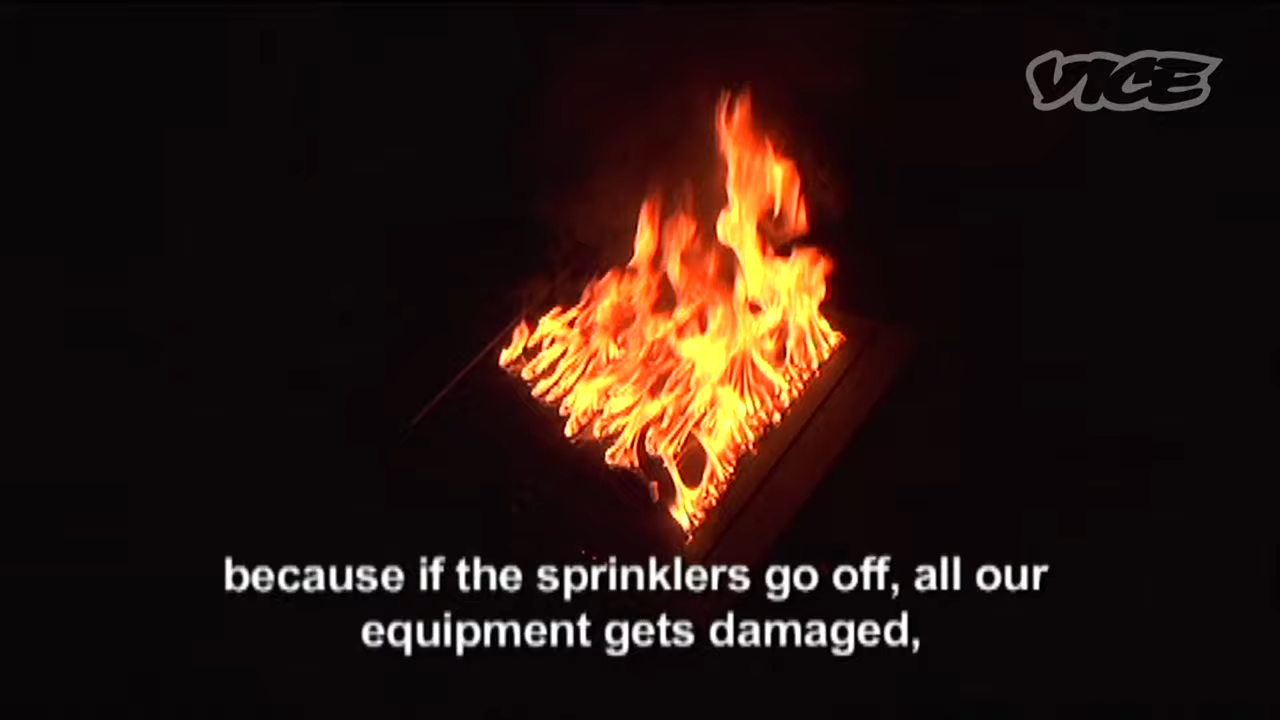 VICE
because if the sprinklers go off, all our
equipment gets damaged,